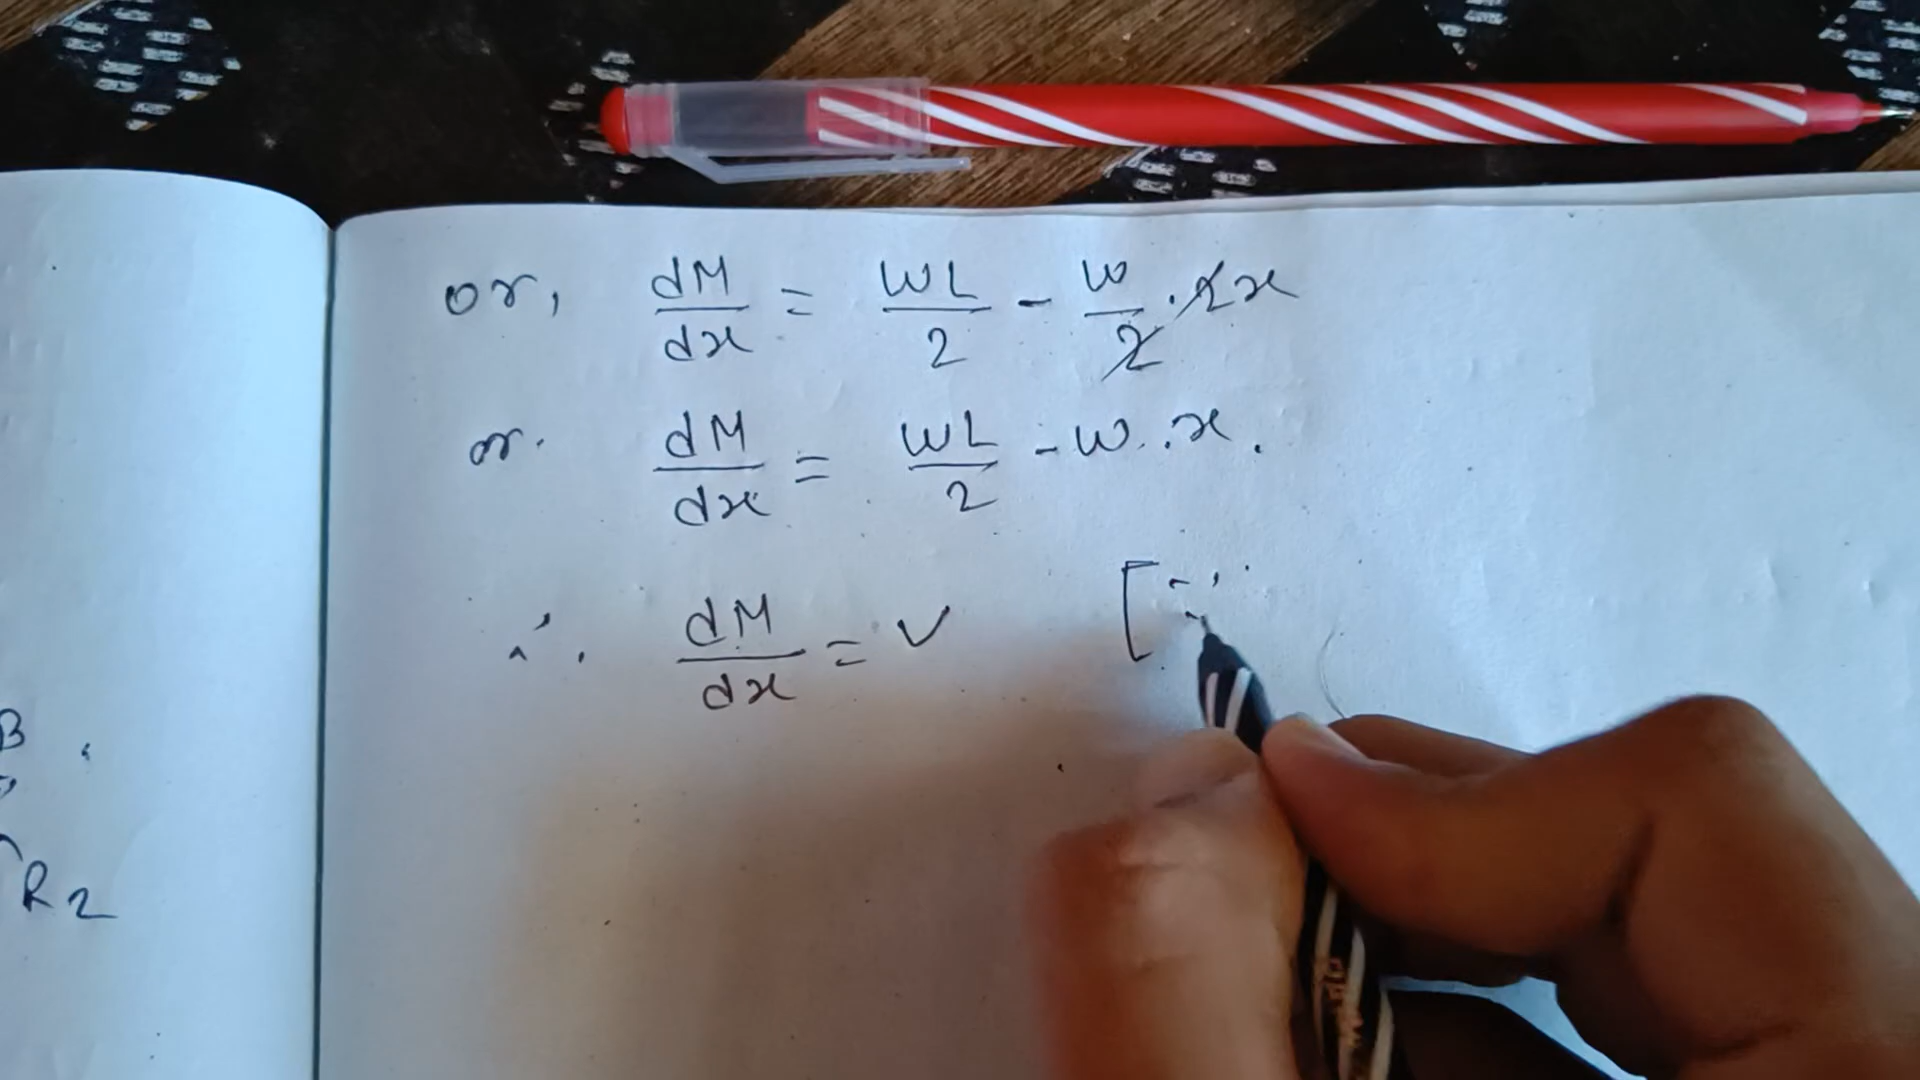 B .
R2
or, dM/dx = WL/2 - W/2 . 2x
or. dM/dx = WL/2 - W . x .
∴ dM/dx = V [∵